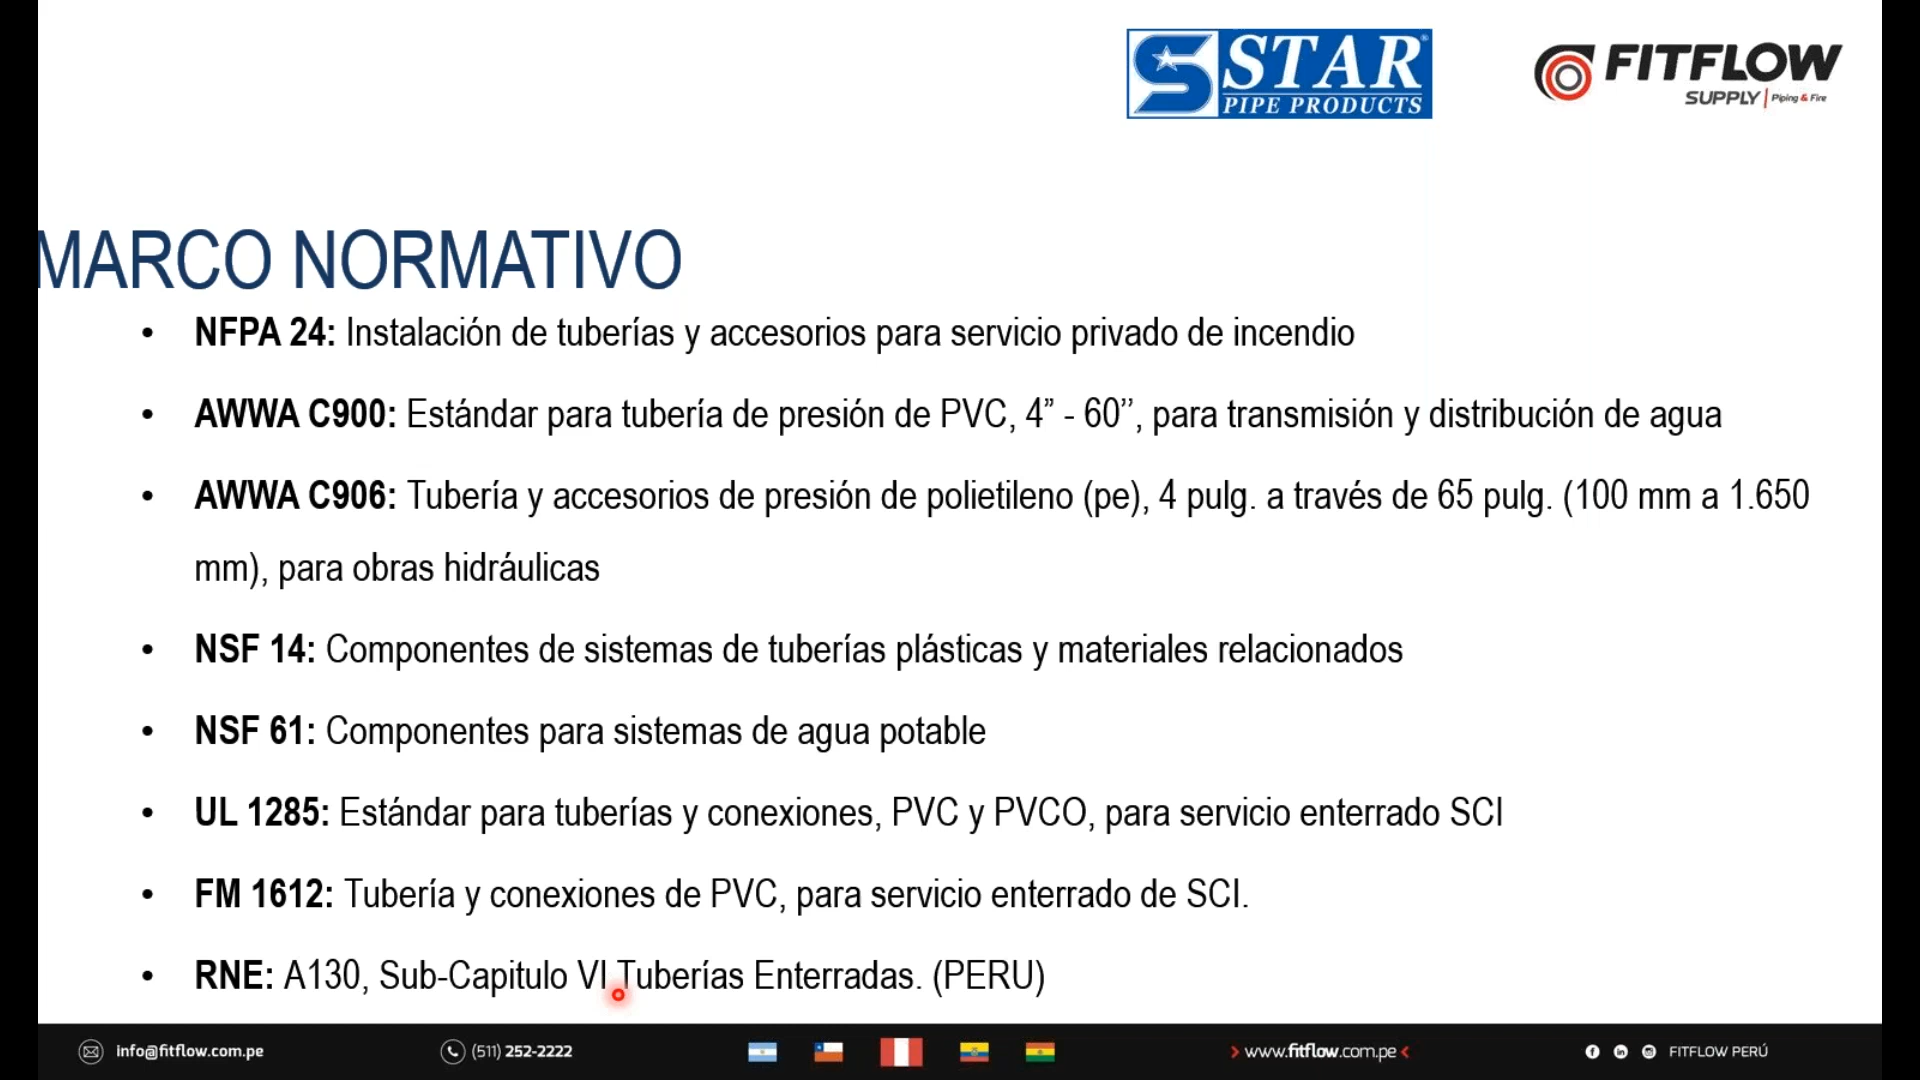 STAR
PIPE PRODUCTS
FITFLOW
SUPPLY | Piping & Fire
MARCO NORMATIVO
• NFPA 24: Instalación de tuberías y accesorios para servicio privado de incendio
• AWWA C900: Estándar para tubería de presión de PVC, 4” - 60’’, para transmisión y distribución de agua
• AWWA C906: Tubería y accesorios de presión de polietileno (pe), 4 pulg. a través de 65 pulg. (100 mm a 1.650
mm), para obras hidráulicas
• NSF 14: Componentes de sistemas de tuberías plásticas y materiales relacionados
• NSF 61: Componentes para sistemas de agua potable
• UL 1285: Estándar para tuberías y conexiones, PVC y PVCO, para servicio enterrado SCI
• FM 1612: Tubería y conexiones de PVC, para servicio enterrado de SCI.
• RNE: A130, Sub-Capitulo VI Tuberías Enterradas. (PERU)
info@fitflow.com.pe (511) 252-2222 www.fitflow.com.pe FITFLOW PERÚ